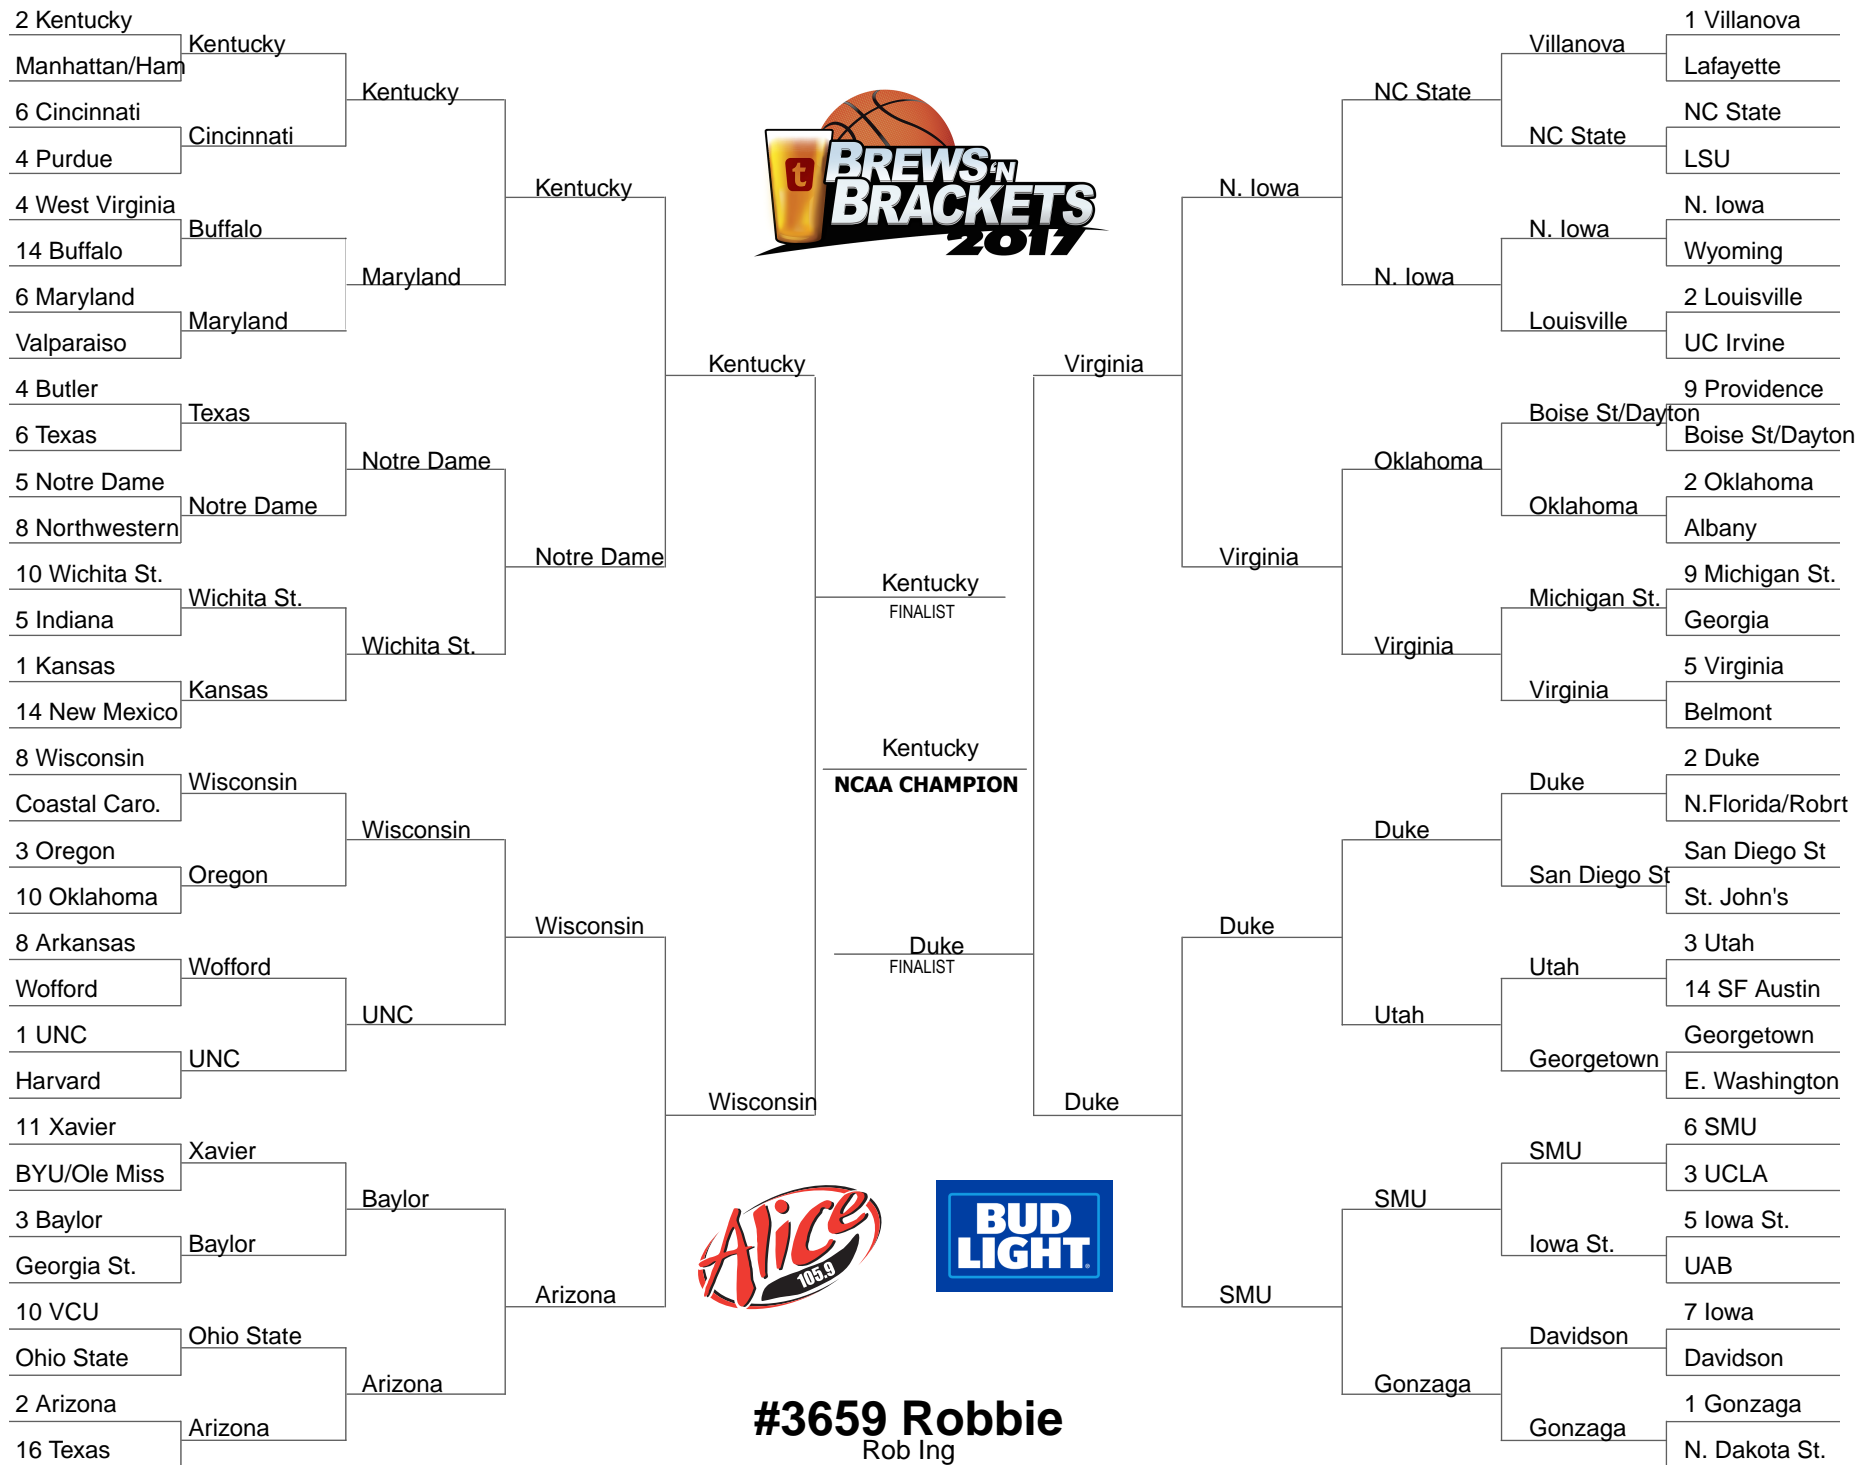 2 Kentucky
Manhattan/Ham
6 Cincinnati
4 Purdue
4 West Virginia
14 Buffalo
6 Maryland
Valparaiso
4 Butler
6 Texas
5 Notre Dame
8 Northwestern
10 Wichita St.
5 Indiana
1 Kansas
14 New Mexico
8 Wisconsin
Coastal Caro.
3 Oregon
10 Oklahoma
8 Arkansas
Wofford
1 UNC
Harvard
11 Xavier
BYU/Ole Miss
3 Baylor
Georgia St.
10 VCU
Ohio State
2 Arizona
16 Texas
Kentucky
Cincinnati
Buffalo
Maryland
Texas
Notre Dame
Wichita St.
Kansas
Wisconsin
Oregon
Wofford
UNC
Xavier
Baylor
Ohio State
Arizona
Kentucky
Maryland
Notre Dame
Wichita St.
Wisconsin
UNC
Baylor
Arizona
Kentucky
Notre Dame
Wisconsin
Arizona
Kentucky
Wisconsin
t
BREWS 'N
BRACKETS
2017
Kentucky
FINALIST
Kentucky
NCAA CHAMPION
Duke
FINALIST
Alice
105.9
BUD
LIGHT
#3659 Robbie
Rob Ing
Virginia
Duke
N. Iowa
Virginia
Duke
SMU
NC State
N. Iowa
Oklahoma
Virginia
Duke
Utah
SMU
Gonzaga
Villanova
NC State
N. Iowa
Louisville
Boise St/Dayton
Oklahoma
Michigan St.
Virginia
Duke
San Diego St
Utah
Georgetown
SMU
Iowa St.
Davidson
Gonzaga
1 Villanova
Lafayette
NC State
LSU
N. Iowa
Wyoming
2 Louisville
UC Irvine
9 Providence
Boise St/Dayton
2 Oklahoma
Albany
9 Michigan St.
Georgia
5 Virginia
Belmont
2 Duke
N.Florida/Robrt
San Diego St
St. John's
3 Utah
14 SF Austin
Georgetown
E. Washington
6 SMU
3 UCLA
5 Iowa St.
UAB
7 Iowa
Davidson
1 Gonzaga
N. Dakota St.